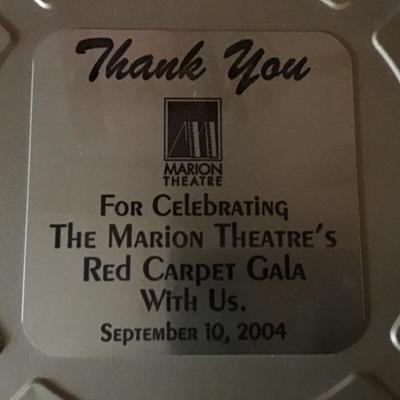 Thank You
MARION
THEATRE
FOR CELEBRATING
THE MARION THEATRE'S
RED CARPET GALA
WITH US.
SEPTEMBER 10, 2004